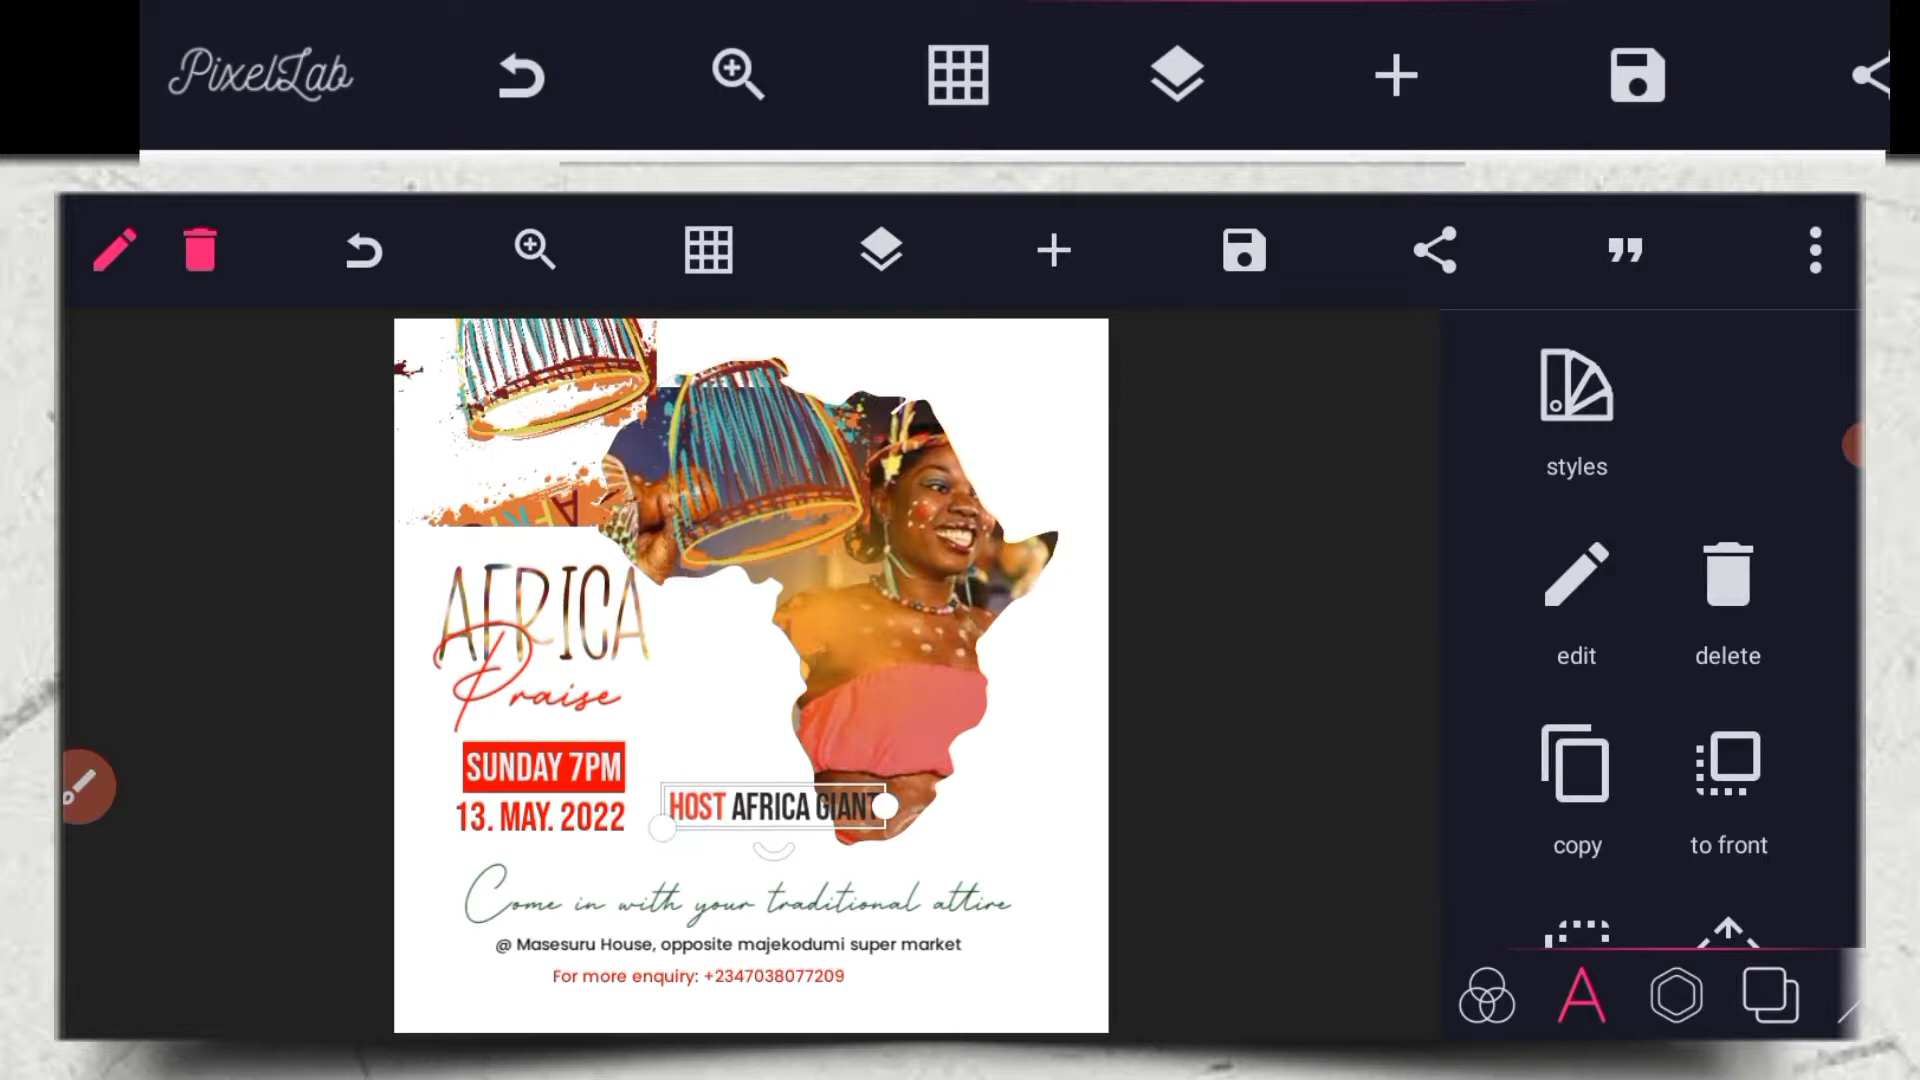 PixelLab
styles
edit delete
copy to front
AFRICA
Praise
SUNDAY 7PM
13. MAY. 2022
HOST AFRICA GIANT
Come in with your traditional attire
@ Masesuru House, opposite majekodumi super market
For more enquiry: +2347038077209